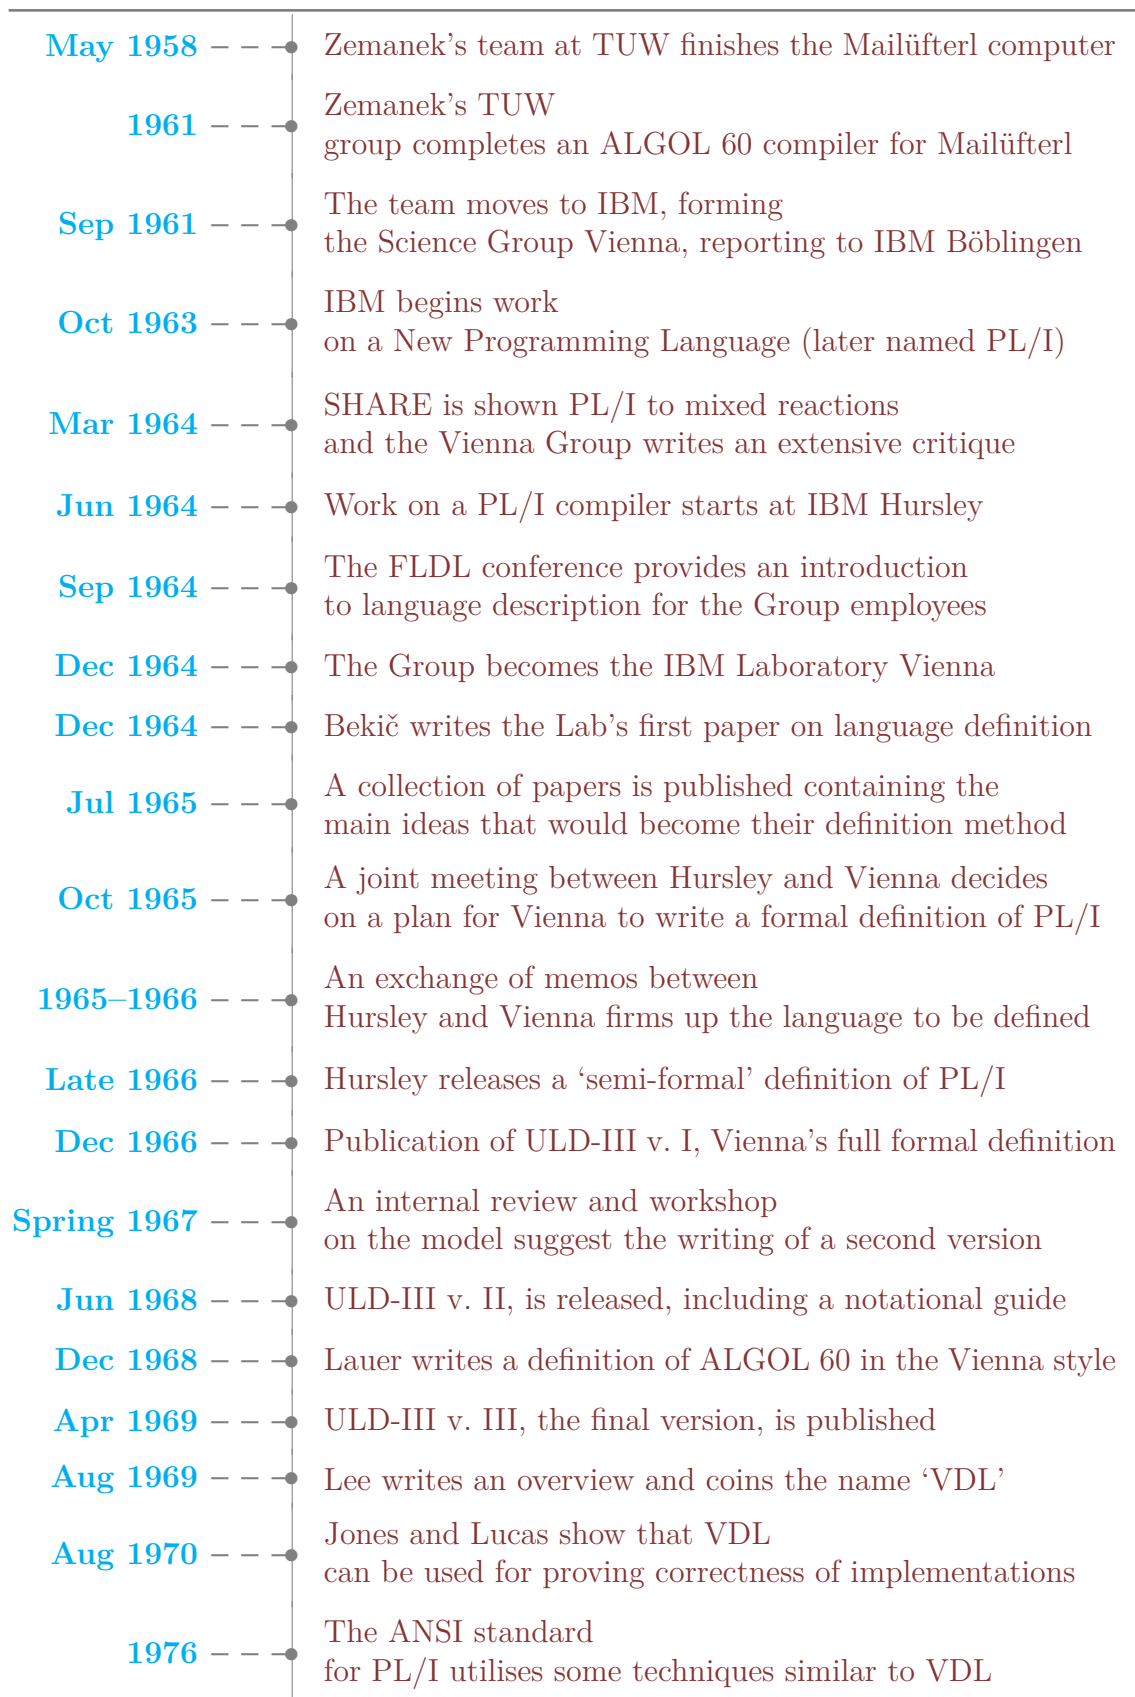 May 1958 Zemanek's team at TUW finishes the Mailüfterl computer
1961 Zemanek's TUW
group completes an ALGOL 60 compiler for Mailüfterl
Sep 1961 The team moves to IBM, forming
the Science Group Vienna, reporting to IBM Böblingen
Oct 1963 IBM begins work
on a New Programming Language (later named PL/I)
Mar 1964 SHARE is shown PL/I to mixed reactions
and the Vienna Group writes an extensive critique
Jun 1964 Work on a PL/I compiler starts at IBM Hursley
Sep 1964 The FLDL conference provides an introduction
to language description for the Group employees
Dec 1964 The Group becomes the IBM Laboratory Vienna
Dec 1964 Bekič writes the Lab's first paper on language definition
Jul 1965 A collection of papers is published containing the
main ideas that would become their definition method
Oct 1965 A joint meeting between Hursley and Vienna decides
on a plan for Vienna to write a formal definition of PL/I
1965–1966 An exchange of memos between
Hursley and Vienna firms up the language to be defined
Late 1966 Hursley releases a ‘semi-formal’ definition of PL/I
Dec 1966 Publication of ULD-III v. I, Vienna's full formal definition
Spring 1967 An internal review and workshop
on the model suggest the writing of a second version
Jun 1968 ULD-III v. II, is released, including a notational guide
Dec 1968 Lauer writes a definition of ALGOL 60 in the Vienna style
Apr 1969 ULD-III v. III, the final version, is published
Aug 1969 Lee writes an overview and coins the name ‘VDL’
Aug 1970 Jones and Lucas show that VDL
can be used for proving correctness of implementations
1976 The ANSI standard
for PL/I utilises some techniques similar to VDL